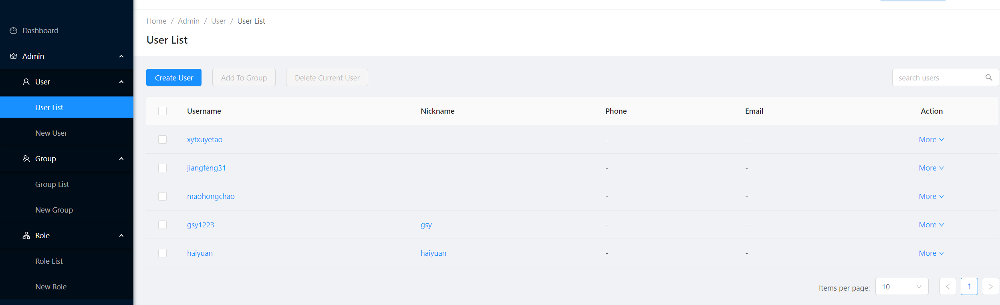 Dashboard
Admin
User
User List
New User
Group
Group List
New Group
Role
Role List
New Role
Home / Admin / User / User List
User List
Create User Add To Group Delete Current User search users
Username Nickname Phone Email Action
xytxuyetao - - More
jiangfeng31 - - More
maohongchao - - More
gsy1223 gsy - - More
haiyuan haiyuan - - More
Items per page: 10 < 1 >